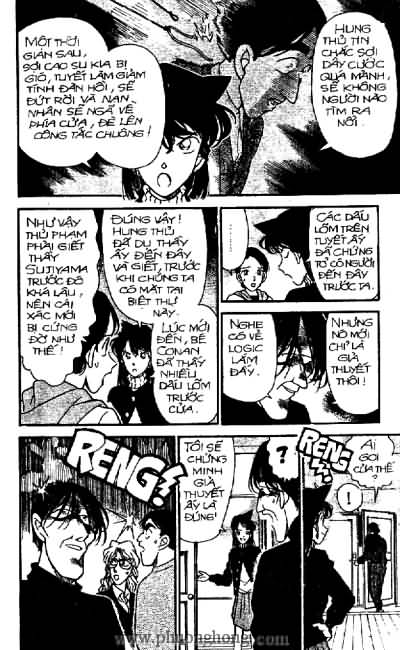 HUNG
THỦ TIN
CHẮC SỢI
DÂY CƯỚC
QUÁ MẢNH,
SẼ KHÔNG
NGƯỜI NÀO
TÌM RA
NỔI.
MỘT THỜI
GIAN SAU,
SỢI CAO SU KIA BỊ
GIÓ, TUYẾT LÀM GIẢM
TÍNH ĐÀN HỒI, SẼ
ĐỨT RỜI VÀ NẠN
NHÂN SẼ NGÃ VỀ
PHÍA CỬA, ĐÈ LÊN
CÔNG TẮC CHUÔNG!
CÁC DẤU
LỐM TRÊN
TUYẾT ẤY
ĐÃ CHỨNG
TỎ CÓ NGƯỜI
ĐẾN ĐÂY
TRƯỚC TA.
ĐÚNG VẬY!
HUNG THỦ
ĐÃ DỤ THẦY
ẤY ĐẾN ĐÂY
VÀ GIẾT, TRƯỚC
KHI CHÚNG TA
CÓ MẶT TẠI
BIỆT THỰ
NÀY.
LÚC MỚI
ĐẾN, BÉ
CONAN
ĐÃ THẤY
NHIỀU
DẤU LỐM
TRƯỚC
CỬA.
NHƯ VẬY
THỦ PHẠM
PHẢI GIẾT
THẦY
SUJIYAMA
TRƯỚC ĐÓ
KHÁ LÂU,
NÊN CÁI
XÁC MỚI
BỊ CỨNG
ĐỜ NHƯ
THẾ!
NHƯNG
NÓ MỚI
CHỈ LÀ
GIẢ
THUYẾT
THÔI!
NGHE
CÓ VẺ
LOGIC
LẮM
ĐẤY.
AI
GỌI
CỬA THẾ
?
!
RENG
?
TÔI SẼ
CHỨNG
MINH
GIẢ
THUYẾT
ẤY LÀ
ĐÚNG!
RENG!
www.phuonghong.com